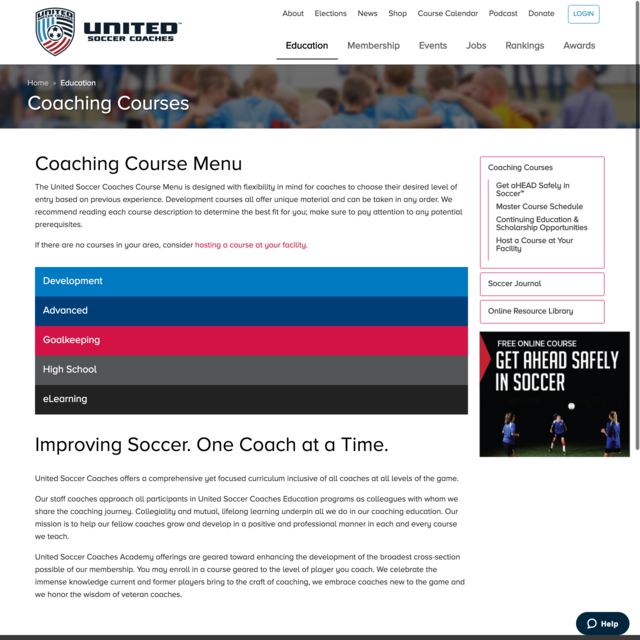 About Elections News Shop Course Calendar Podcast Donate LOGIN
UNITED
UNITED™
SOCCER COACHES
Education Membership Events Jobs Rankings Awards
Home » Education
Coaching Courses
Coaching Course Menu
The United Soccer Coaches Course Menu is designed with flexibility in mind for coaches to choose their desired level of
entry based on previous experience. Development courses all offer unique material and can be taken in any order. We
recommend reading each course description to determine the best fit for you; make sure to pay attention to any potential
prerequisites.
If there are no courses in your area, consider hosting a course at your facility.
Development
Advanced
Goalkeeping
High School
eLearning
Improving Soccer. One Coach at a Time.
United Soccer Coaches offers a comprehensive yet focused curriculum inclusive of all coaches at all levels of the game.
Our staff coaches approach all participants in United Soccer Coaches Education programs as colleagues with whom we
share the coaching journey. Collegiality and mutual, lifelong learning underpin all we do in our coaching education. Our
mission is to help our fellow coaches grow and develop in a positive and professional manner in each and every course
we teach.
United Soccer Coaches Academy offerings are geared toward enhancing the development of the broadest cross-section
possible of our membership. You may enroll in a course geared to the level of player you coach. We celebrate the
immense knowledge current and former players bring to the craft of coaching, we embrace coaches new to the game and
we honor the wisdom of veteran coaches.
Coaching Courses
Get aHEAD Safely in
Soccer™
Master Course Schedule
Continuing Education &
Scholarship Opportunities
Host a Course at Your
Facility
Soccer Journal
Online Resource Library
FREE ONLINE COURSE
GET AHEAD SAFELY
IN SOCCER
Help